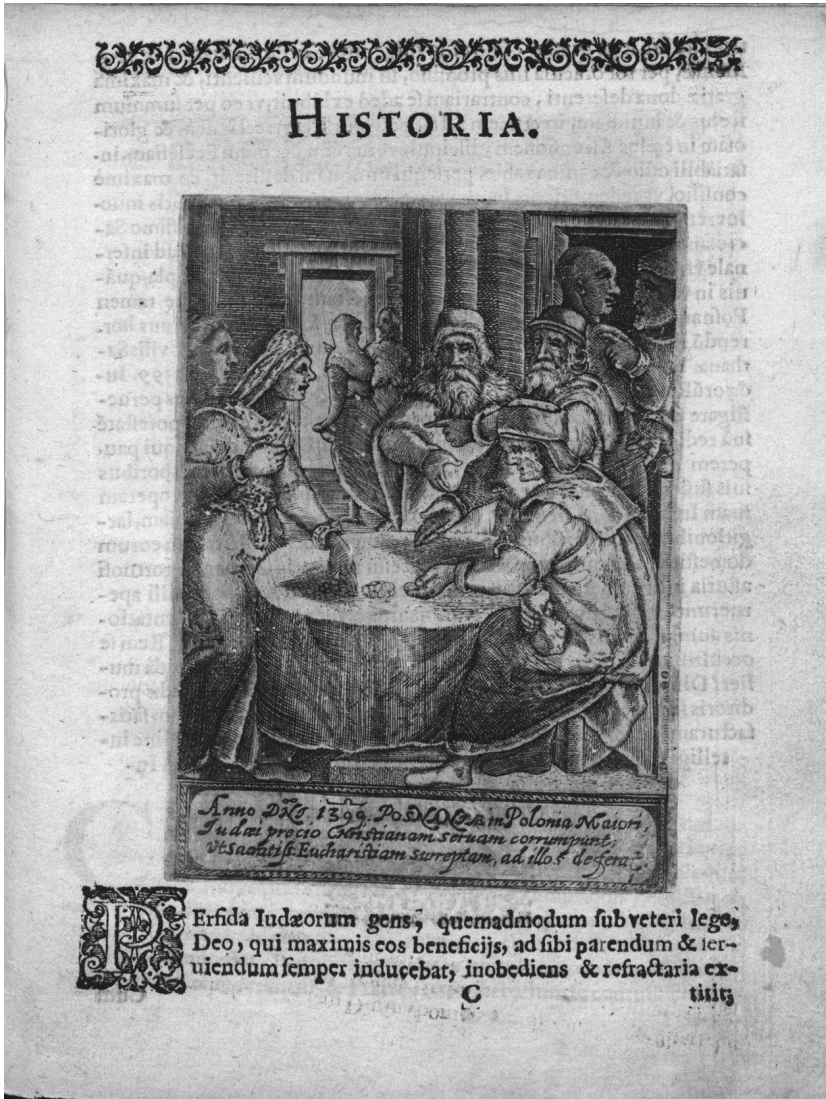 HISTORIA.
Anno DNI 1399. POSNANIÆ in Polonia Maiori,
Iudæi precio Christianam seruam corrumpunt;
Vt Sacratiss. Eucharistiam surreptam, ad illos deferat.
PErfida Iudæorum gens, quemadmodum ſub veteri lege,
Deo, qui maximis eos beneficijs, ad ſibi parendum & ſer-
uiendum ſemper inducebat, inobediens & refractaria ex-
C
titit;